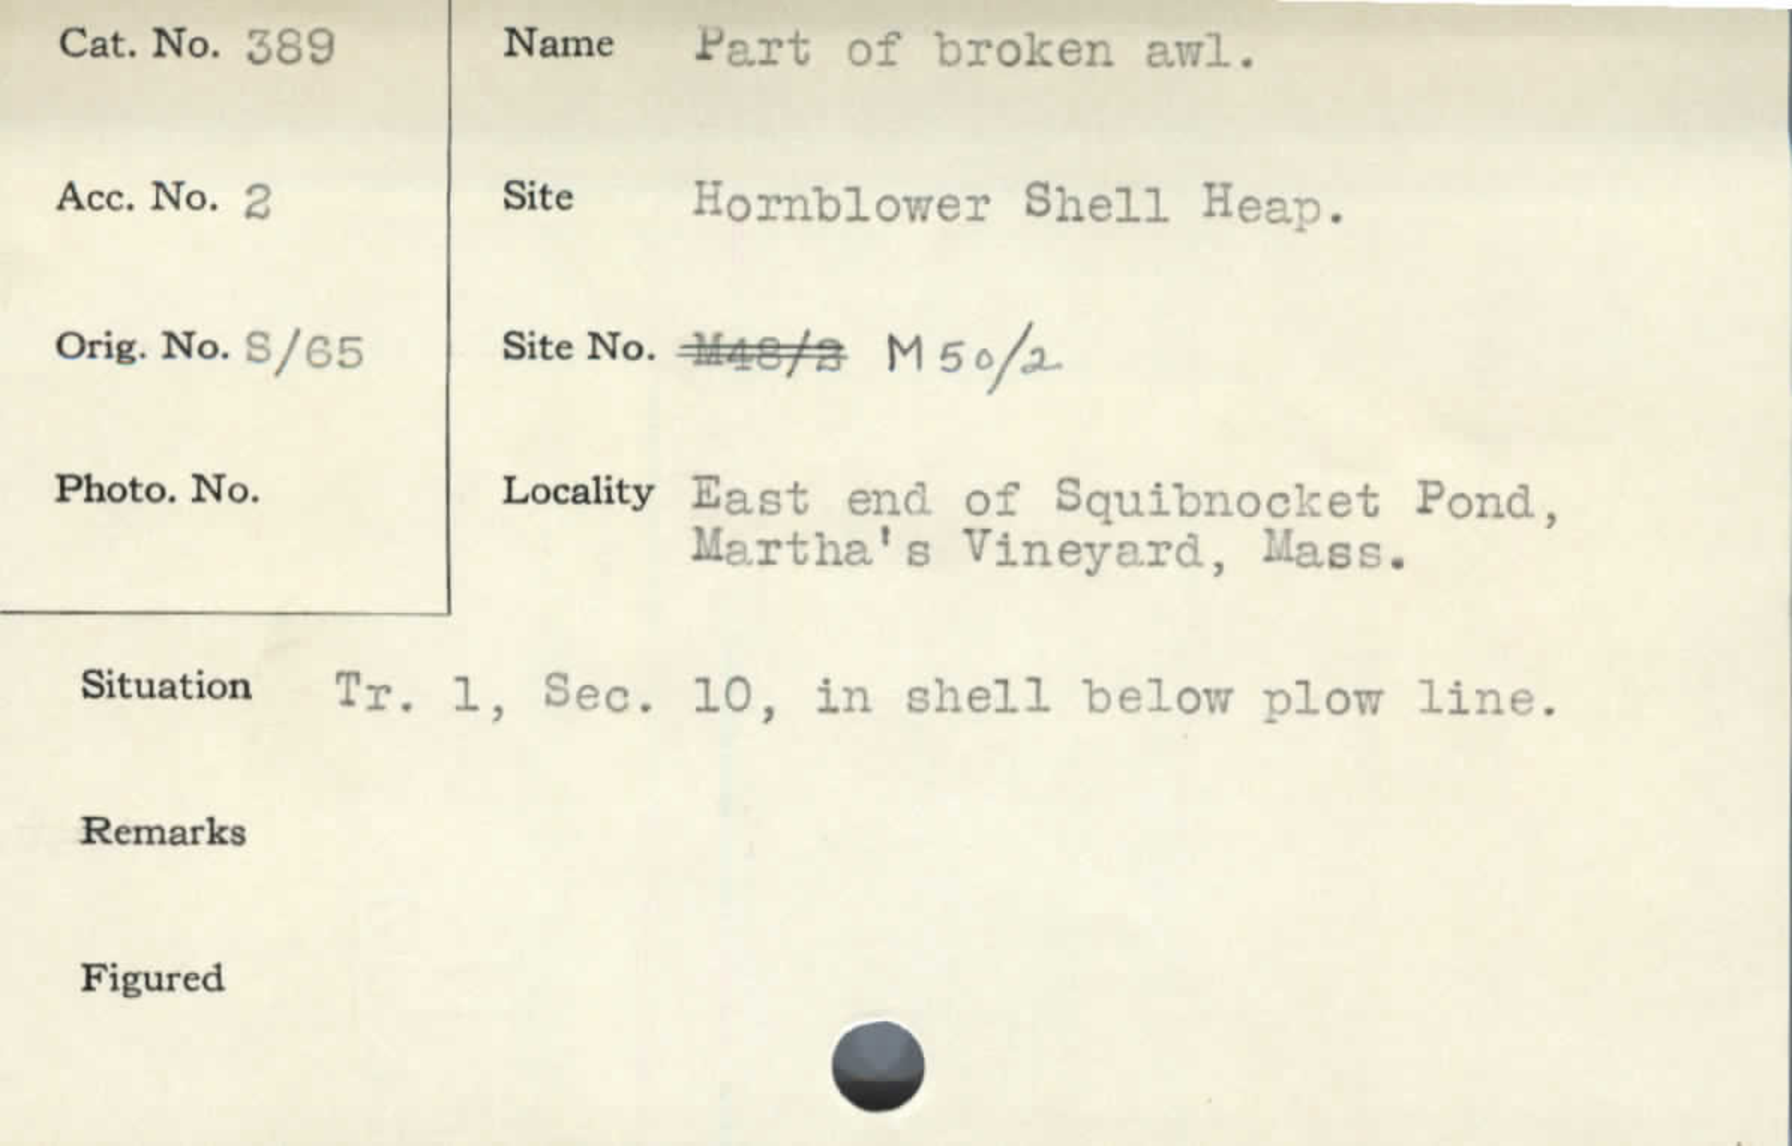 Cat. No. 389 Name Part of broken awl.
Acc. No. 2 Site Hornblower Shell Heap.
Orig. No. S/65 Site No. M48/2 M50/2
Photo. No. Locality East end of Squibnocket Pond,
Martha's Vineyard, Mass.
Situation Tr. 1, Sec. 10, in shell below plow line.
Remarks
Figured